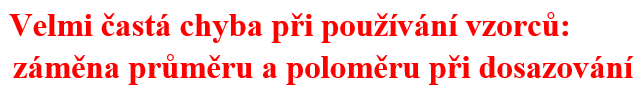 Velmi častá chyba při používání vzorců:
záměna průměru a poloměru při dosazování